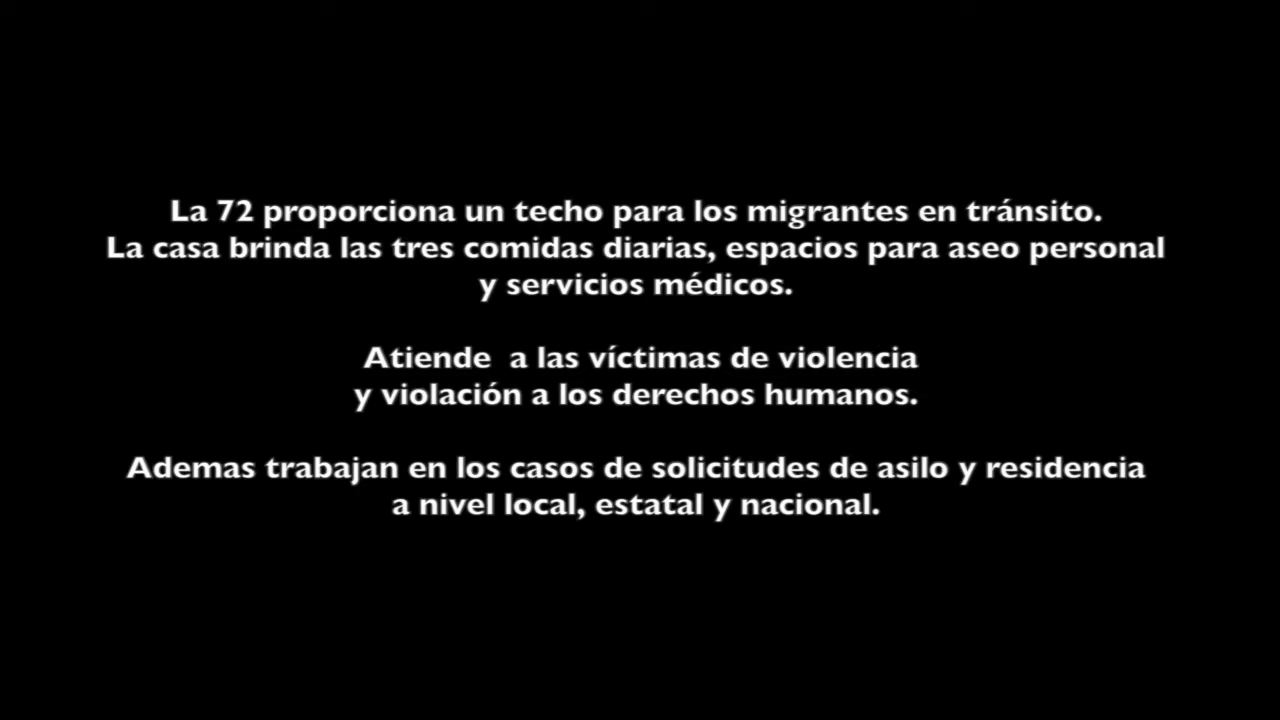 La 72 proporciona un techo para los migrantes en tránsito.
La casa brinda las tres comidas diarias, espacios para aseo personal
y servicios médicos.
Atiende  a las víctimas de violencia
y violación a los derechos humanos.
Ademas trabajan en los casos de solicitudes de asilo y residencia
a nivel local, estatal y nacional.